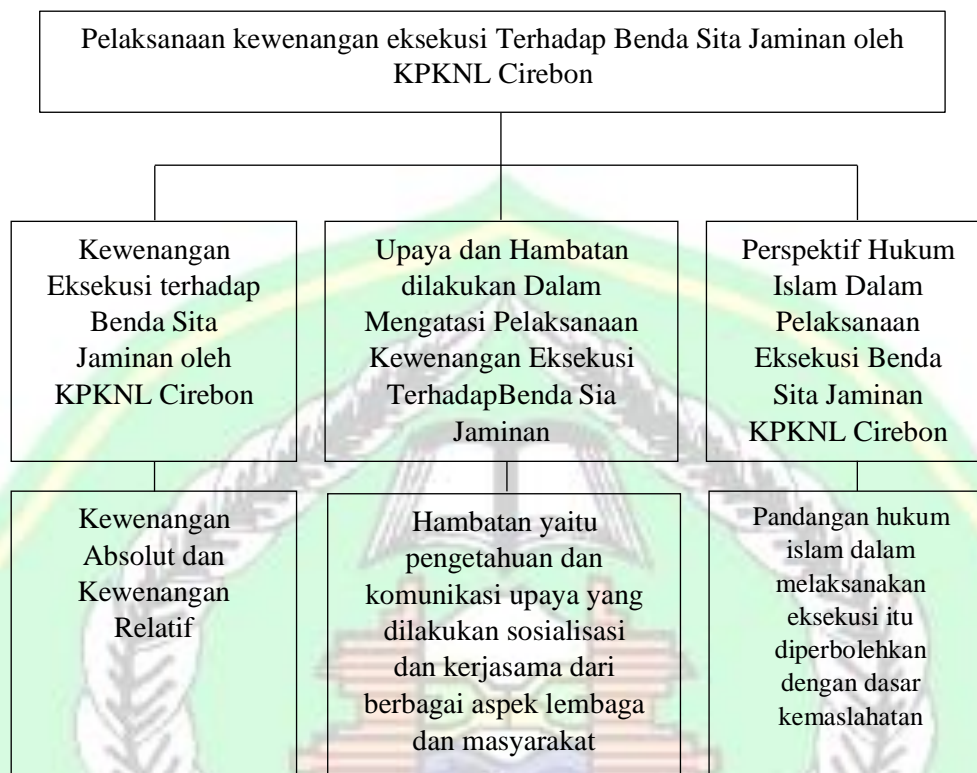 Pelaksanaan kewenangan eksekusi Terhadap Benda Sita Jaminan oleh
KPKNL Cirebon
Kewenangan
Eksekusi terhadap
Benda Sita
Jaminan oleh
KPKNL Cirebon
Upaya dan Hambatan
dilakukan Dalam
Mengatasi Pelaksanaan
Kewenangan Eksekusi
TerhadapBenda Sia
Jaminan
Perspektif Hukum
Islam Dalam
Pelaksanaan
Eksekusi Benda
Sita Jaminan
KPKNL Cirebon
Kewenangan
Absolut dan
Kewenangan
Relatif
Hambatan yaitu
pengetahuan dan
komunikasi upaya yang
dilakukan sosialisasi
dan kerjasama dari
berbagai aspek lembaga
dan masyarakat
Pandangan hukum
islam dalam
melaksanakan
eksekusi itu
diperbolehkan
dengan dasar
kemaslahatan